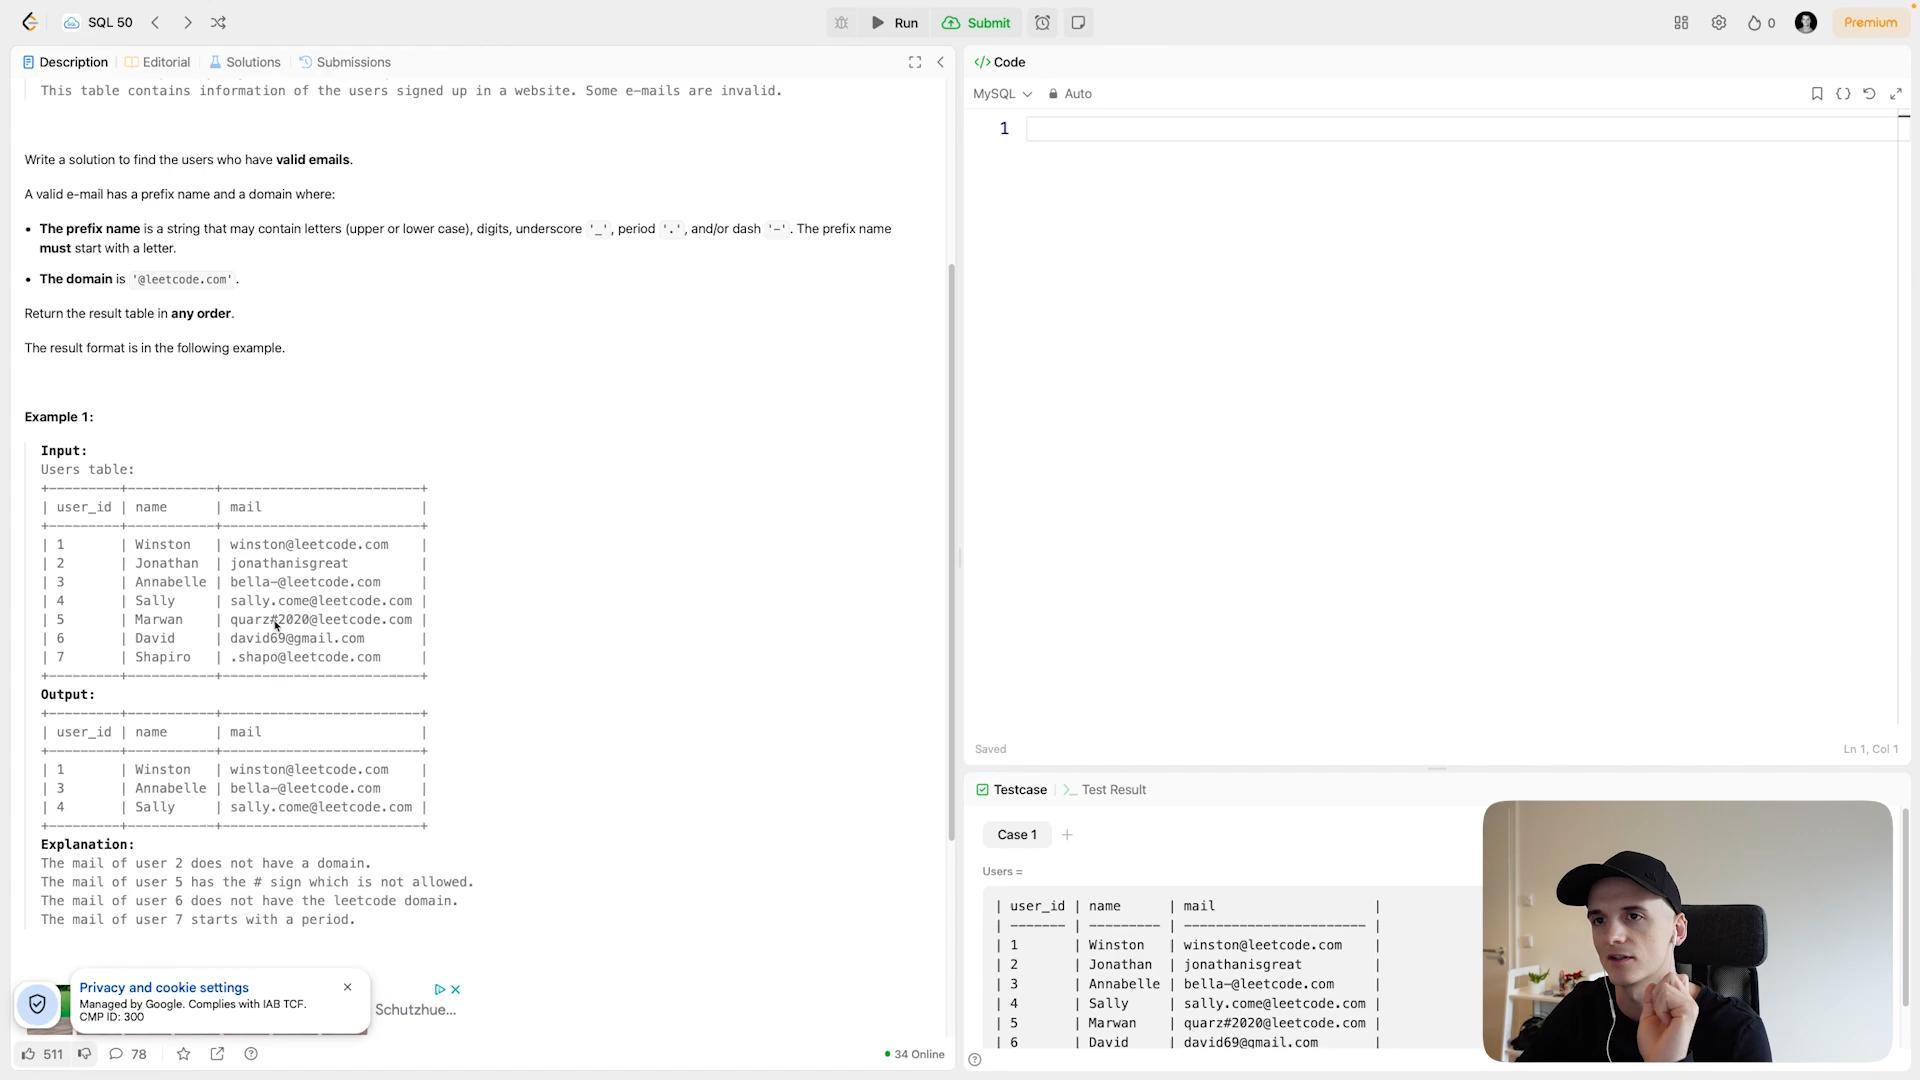 SQL 50
Run
Submit
0
Premium
Description
Editorial
Solutions
Submissions
This table contains information of the users signed up in a website. Some e-mails are invalid.
Write a solution to find the users who have valid emails.
A valid e-mail has a prefix name and a domain where:
• The prefix name is a string that may contain letters (upper or lower case), digits, underscore '_', period '.', and/or dash '-'. The prefix name
must start with a letter.
• The domain is '@leetcode.com'.
Return the result table in any order.
The result format is in the following example.
Example 1:
Input:
Users table:
+---------+-----------+-------------------------+
| user_id | name      | mail                    |
+---------+-----------+-------------------------+
| 1       | Winston   | winston@leetcode.com    |
| 2       | Jonathan  | jonathanisgreat         |
| 3       | Annabelle | bella-@leetcode.com     |
| 4       | Sally     | sally.come@leetcode.com |
| 5       | Marwan    | quarz#2020@leetcode.com |
| 6       | David     | david69@gmail.com       |
| 7       | Shapiro   | .shapo@leetcode.com     |
+---------+-----------+-------------------------+
Output:
+---------+-----------+-------------------------+
| user_id | name      | mail                    |
+---------+-----------+-------------------------+
| 1       | Winston   | winston@leetcode.com    |
| 3       | Annabelle | bella-@leetcode.com     |
| 4       | Sally     | sally.come@leetcode.com |
+---------+-----------+-------------------------+
Explanation:
The mail of user 2 does not have a domain.
The mail of user 5 has the # sign which is not allowed.
The mail of user 6 does not have the leetcode domain.
The mail of user 7 starts with a period.
Privacy and cookie settings
Managed by Google. Complies with IAB TCF.
CMP ID: 300
Schutzhue...
511
78
34 Online
</> Code
MySQL
Auto
1
Saved
Ln 1, Col 1
Testcase
Test Result
Case 1
Users =
| user_id | name      | mail                    |
| ------- | --------- | ----------------------- |
| 1       | Winston   | winston@leetcode.com    |
| 2       | Jonathan  | jonathanisgreat         |
| 3       | Annabelle | bella-@leetcode.com     |
| 4       | Sally     | sally.come@leetcode.com |
| 5       | Marwan    | quarz#2020@leetcode.com |
| 6       | David     | david69@gmail.com       |